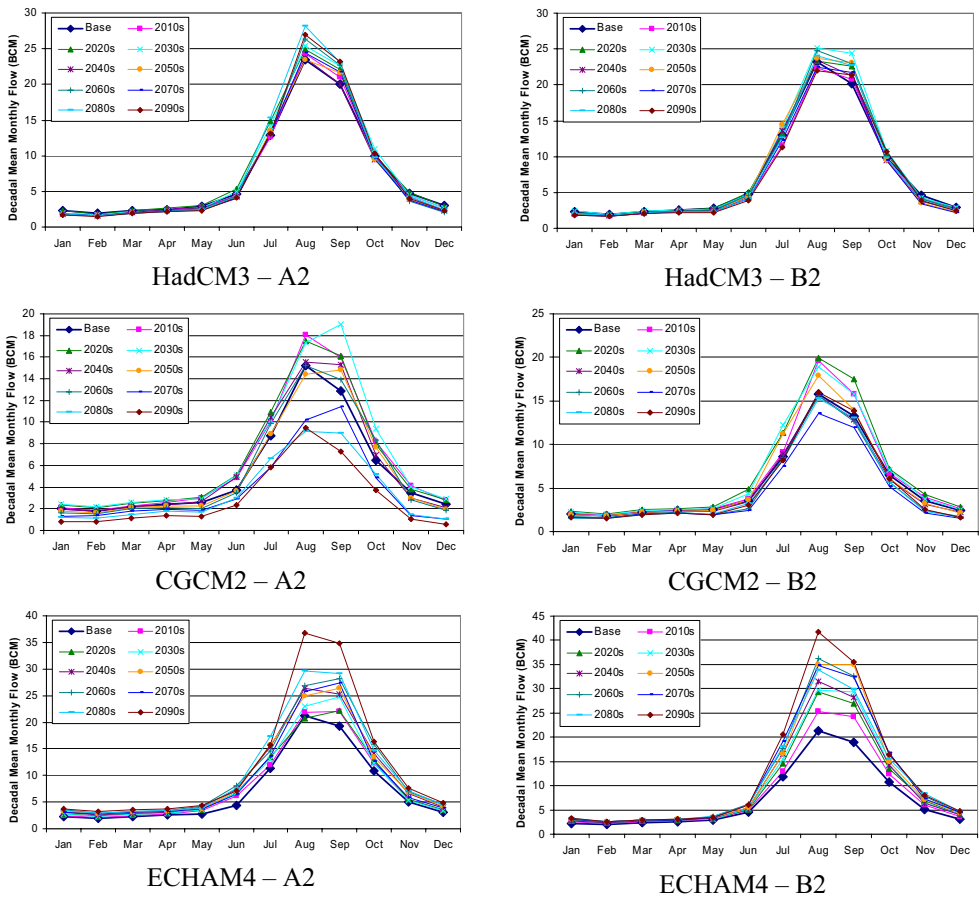 Decadal Mean Monthly Flow (BCM)
30
25
20
15
10
5
0
Base 2010s
2020s 2030s
2040s 2050s
2060s 2070s
2080s 2090s
Jan Feb Mar Apr May Jun Jul Aug Sep Oct Nov Dec
HadCM3 – A2
Decadal Mean Monthly Flow (BCM)
30
25
20
15
10
5
0
Base 2010s
2020s 2030s
2040s 2050s
2060s 2070s
2080s 2090s
Jan Feb Mar Apr May Jun Jul Aug Sep Oct Nov Dec
HadCM3 – B2
Decadal Mean Monthly Flow (BCM)
20
18
16
14
12
10
8
6
4
2
0
Base 2010s
2020s 2030s
2040s 2050s
2060s 2070s
2080s 2090s
Jan Feb Mar Apr May Jun Jul Aug Sep Oct Nov Dec
CGCM2 – A2
Decadal Mean Monthly Flow (BCM)
25
20
15
10
5
0
Base 2010s
2020s 2030s
2040s 2050s
2060s 2070s
2080s 2090s
Jan Feb Mar Apr May Jun Jul Aug Sep Oct Nov Dec
CGCM2 – B2
Decadal Mean Monthly Flow (BCM)
40
35
30
25
20
15
10
5
0
Base 2010s
2020s 2030s
2040s 2050s
2060s 2070s
2080s 2090s
Jan Feb Mar Apr May Jun Jul Aug Sep Oct Nov Dec
ECHAM4 – A2
Decadal Mean Monthly Flow (BCM)
45
40
35
30
25
20
15
10
5
0
Base 2010s
2020s 2030s
2040s 2050s
2060s 2070s
2080s 2090s
Jan Feb Mar Apr May Jun Jul Aug Sep Oct Nov Dec
ECHAM4 – B2